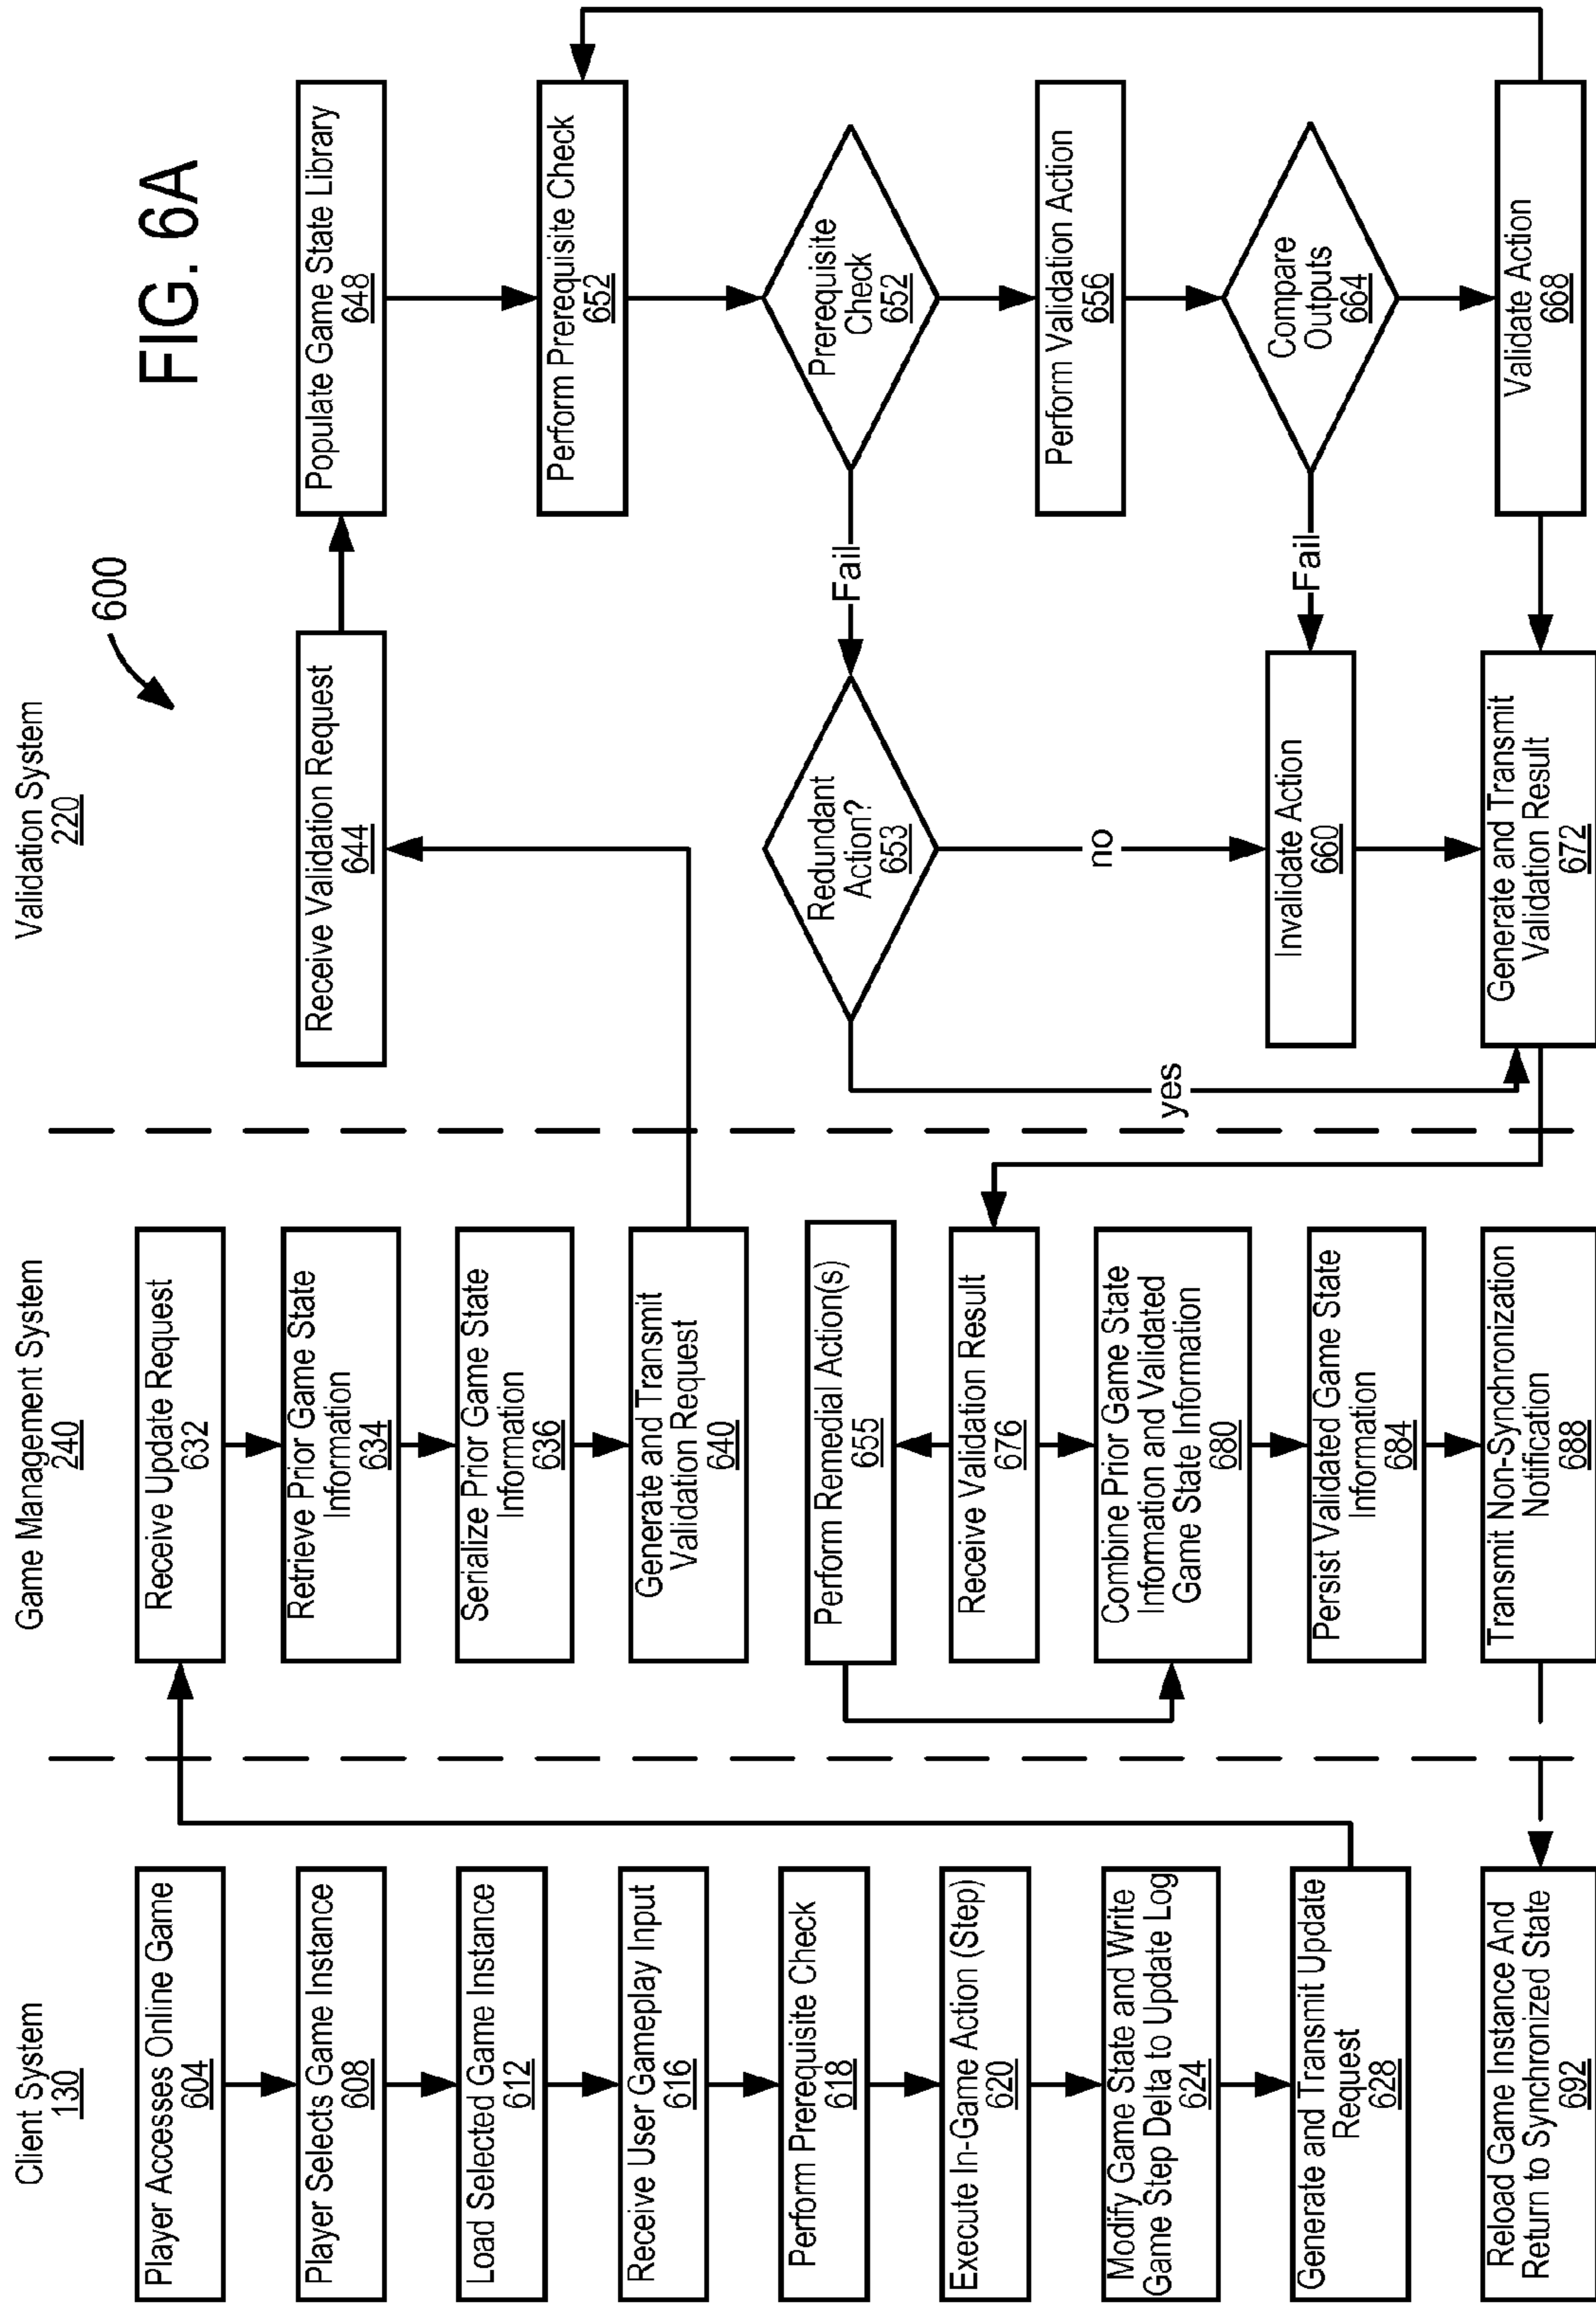 FIG. 6A
600
Client System
130
Player Accesses Online Game
604
Player Selects Game Instance
608
Load Selected Game Instance
612
Receive User Gameplay Input
616
Perform Prerequisite Check
618
Execute In-Game Action (Step)
620
Modify Game State and Write
Game Step Delta to Update Log
624
Generate and Transmit Update
Request
628
Reload Game Instance And
Return to Synchronized State
692
Game Management System
240
Receive Update Request
632
Retrieve Prior Game State
Information
634
Serialize Prior Game State
Information
636
Generate and Transmit
Validation Request
640
Perform Remedial Action(s)
655
Receive Validation Result
676
Combine Prior Game State
Information and Validated
Game State Information
680
Persist Validated Game State
Information
684
Transmit Non-Synchronization
Notification
688
Validation System
220
Receive Validation Request
644
Populate Game State Library
648
Perform Prerequisite Check
652
Prerequisite
Check
652
Fail
Redundant
Action?
653
yes
no
Perform Validation Action
656
Compare
Outputs
664
Fail
Invalidate Action
660
Validate Action
668
Generate and Transmit
Validation Result
672